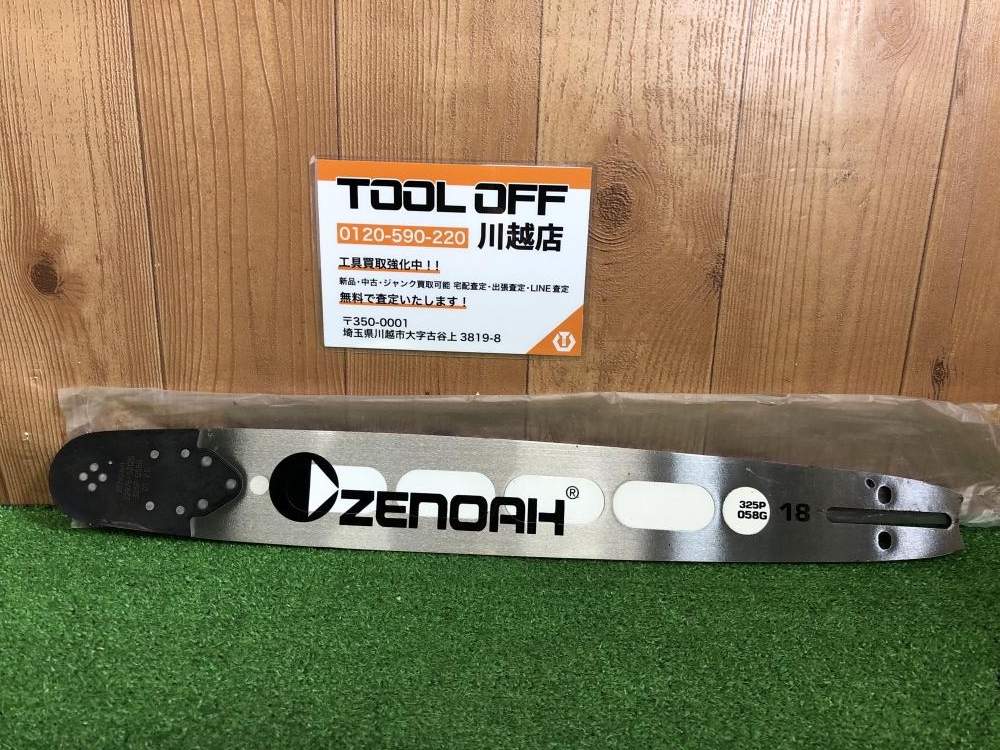 TOOL OFF
0120-590-220 川越店
工具買取強化中！！
新品・中古・ジャンク買取可能 宅配査定・出張査定・LINE査定
無料で査定いたします！
〒350-0001
埼玉県川越市大字古谷上 3819-8
ZENOAH®
325P
058G
18